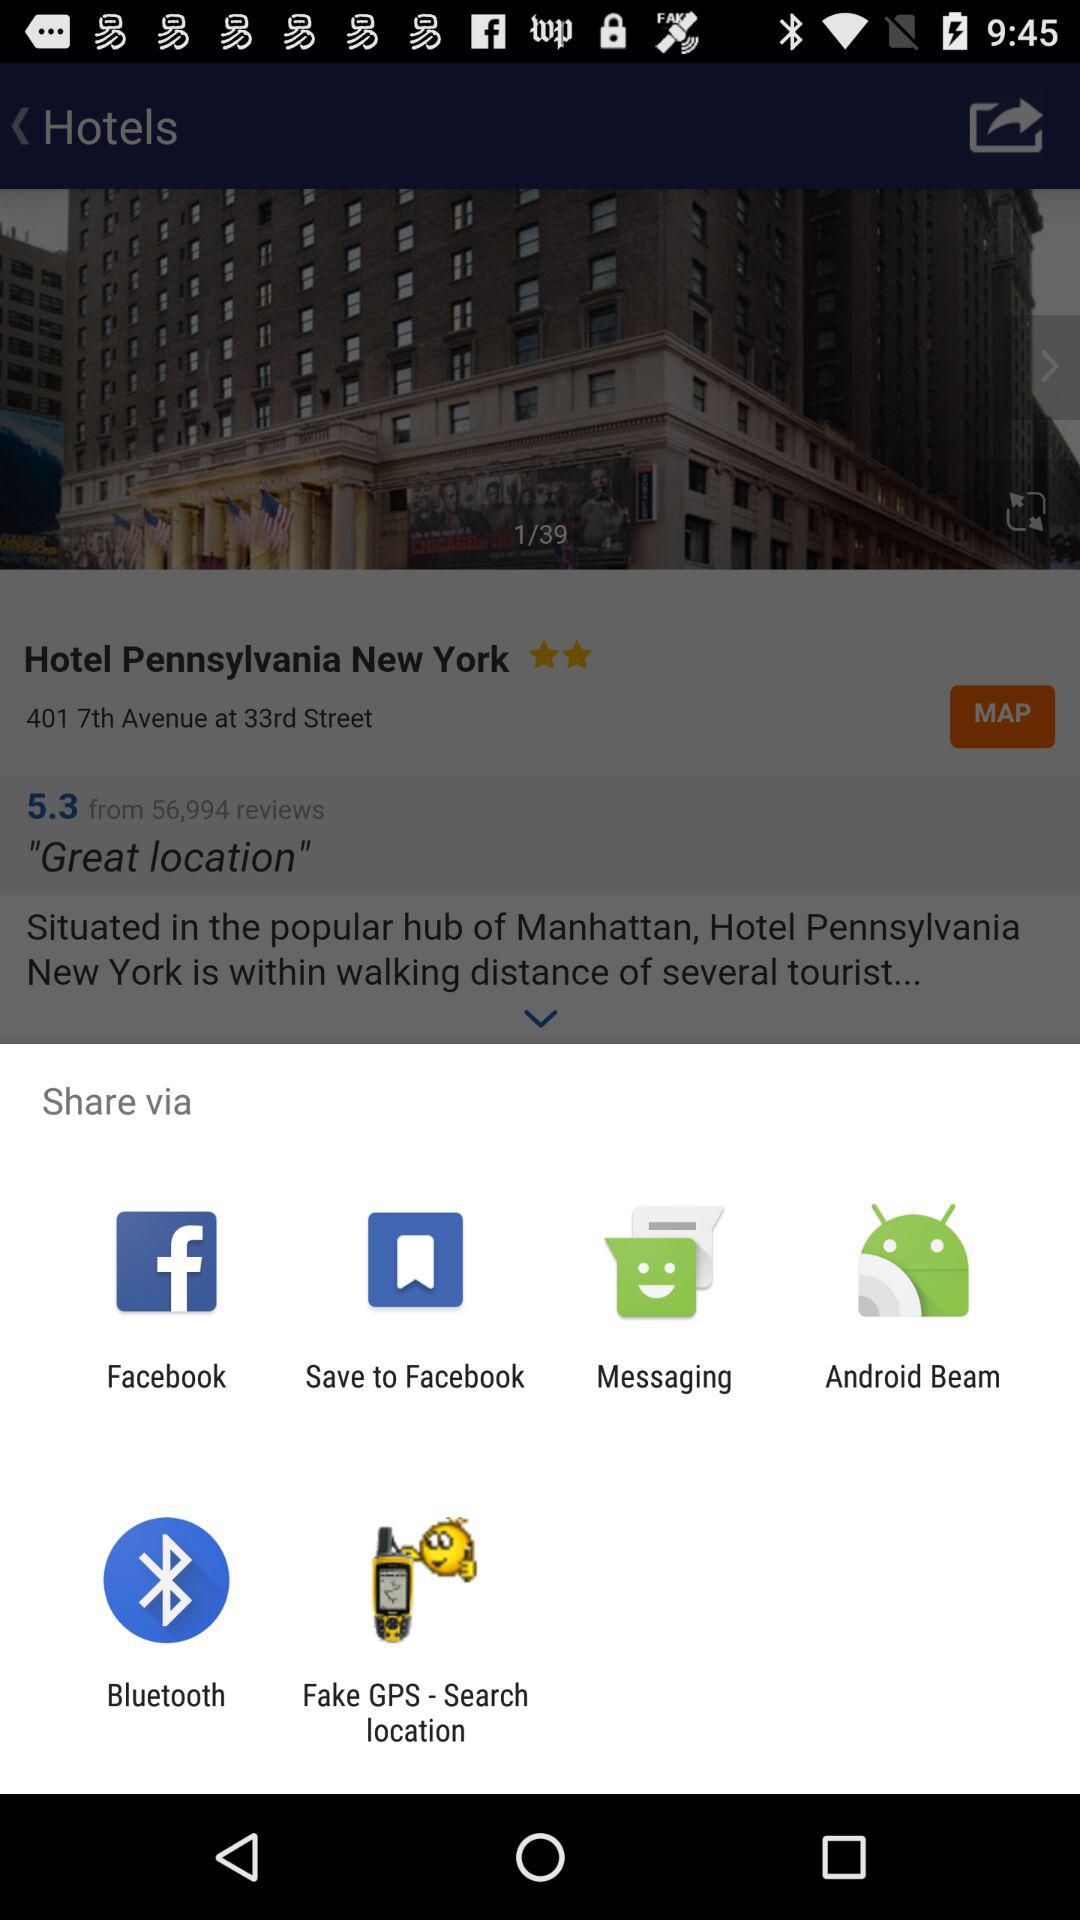 FAKE
9:45
Hotels
CHICAGO
1/39
Hotel Pennsylvania New York
401 7th Avenue at 33rd Street
MAP
5.3 from 56,994 reviews
"Great location"
Situated in the popular hub of Manhattan, Hotel Pennsylvania
New York is within walking distance of several tourist...
Share via
Facebook
Save to Facebook
Messaging
Android Beam
Bluetooth
Fake GPS - Search
location